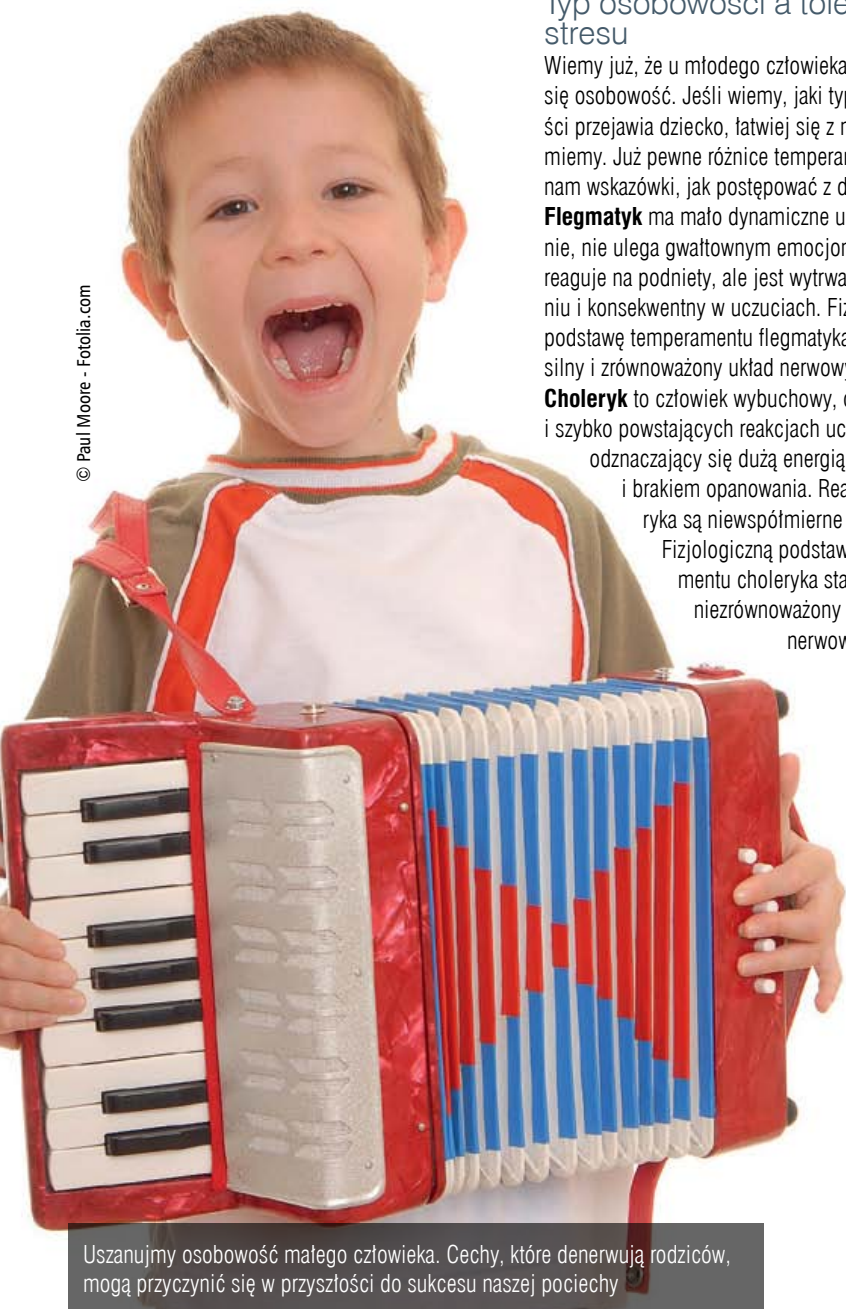 Typ osobowości a tole
stresu
Wiemy już, że u młodego człowieka
się osobowość. Jeśli wiemy, jaki typ
ści przejawia dziecko, łatwiej się z n
miemy. Już pewne różnice temperar
nam wskazówki, jak postępować z d
Flegmatyk ma mało dynamiczne u
nie, nie ulega gwałtownym emocjon
reaguje na podniety, ale jest wytrwa
niu i konsekwentny w uczuciach. Fiz
podstawę temperamentu flegmatyka
silny i zrównoważony układ nerwowy
Choleryk to człowiek wybuchowy, o
i szybko powstających reakcjach uc
odznaczający się dużą energią
i brakiem opanowania. Rea
ryka są niewspółmierne
Fizjologiczną podstaw
mentu choleryka sta
niezrównoważony
nerwow
© Paul Moore - Fotolia.com
Uszanujmy osobowość małego człowieka. Cechy, które denerwują rodziców,
mogą przyczynić się w przyszłości do sukcesu naszej pociechy